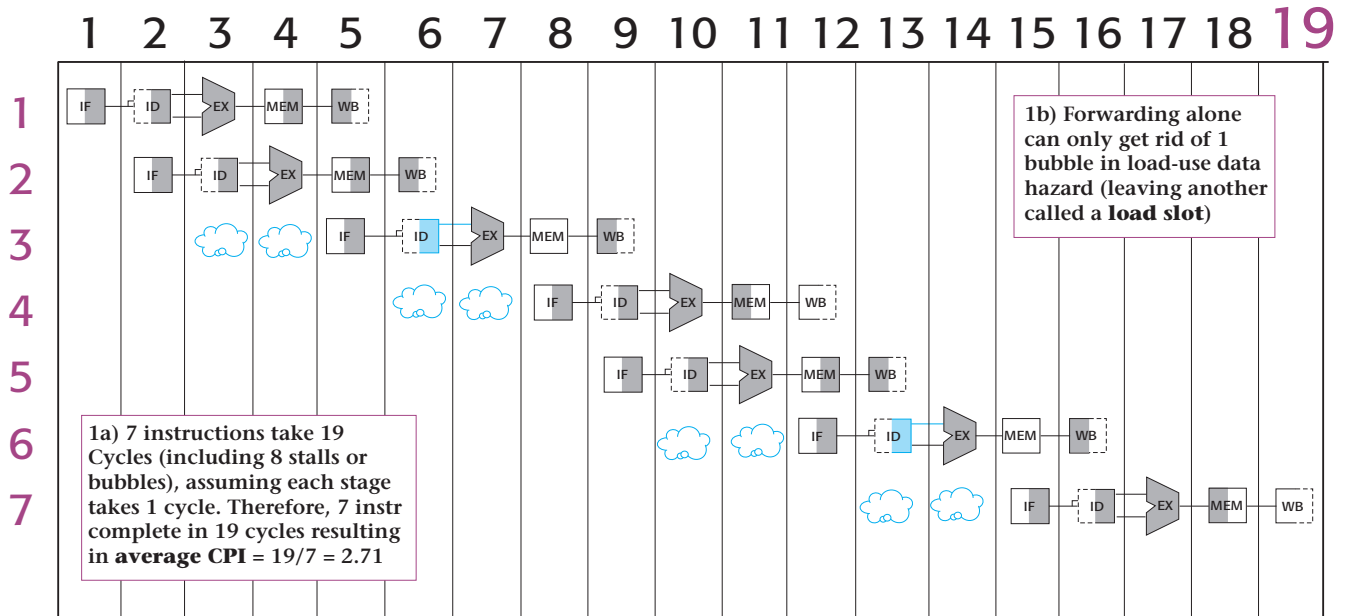 1 2 3 4 5 6 7 8 9 10 11 12 13 14 15 16 17 18 19
1 IF ID EX MEM WB
1b) Forwarding alone
can only get rid of 1
bubble in load-use data
hazard (leaving another
called a load slot)
2 IF ID EX MEM WB
3 IF ID EX MEM WB
4 IF ID EX MEM WB
5 IF ID EX MEM WB
6 IF ID EX MEM WB
1a) 7 instructions take 19
Cycles (including 8 stalls or
bubbles), assuming each stage
takes 1 cycle. Therefore, 7 instr
complete in 19 cycles resulting
in average CPI = 19/7 = 2.71
7 IF ID EX MEM WB